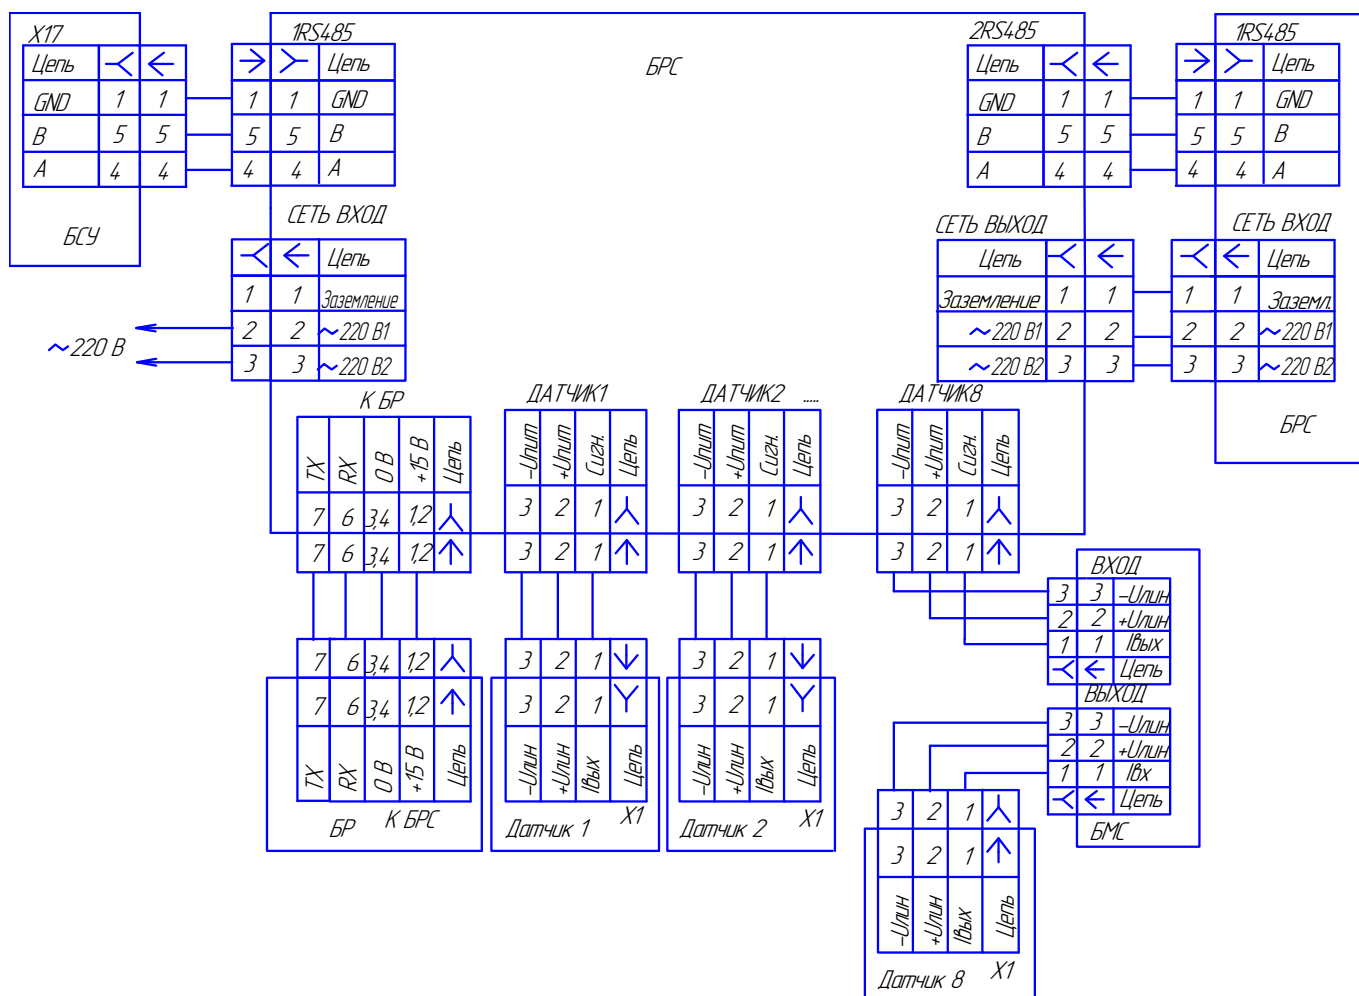 X17
Цепь
GND 1 1
B 5 5
A 4 4
БСУ
1RS485
Цепь
1 1 GND
5 5 B
4 4 A
БРС
2RS485
Цепь
GND 1 1
B 5 5
A 4 4
1RS485
Цепь
1 1 GND
5 5 B
4 4 A
СЕТЬ ВХОД
Цепь
1 1 Заземление
2 2 ~220 В1
3 3 ~220 В2
~220 В
СЕТЬ ВЫХОД
Цепь
Заземление 1 1
~220 В1 2 2
~220 В2 3 3
СЕТЬ ВХОД
Цепь
1 1 Заземл.
2 2 ~220 В1
3 3 ~220 В2
БРС
К БР
TX RX 0 В +15 В Цепь
7 6 3,4 1,2
7 6 3,4 1,2
ДАТЧИК1
-Uпит +Uпит Сигн. Цепь
3 2 1
3 2 1
ДАТЧИК2 .....
-Uпит +Uпит Сигн. Цепь
3 2 1
3 2 1
ДАТЧИК8
-Uпит +Uпит Сигн. Цепь
3 2 1
3 2 1
7 6 3,4 1,2
7 6 3,4 1,2
TX RX 0 В +15 В Цепь
БР К БРС
3 2 1
3 2 1
-Uлин +Uлин Iвых Цепь
Датчик 1 X1
3 2 1
3 2 1
-Uлин +Uлин Iвых Цепь
Датчик 2 X1
ВХОД
3 3 -Uлин
2 2 +Uлин
1 1 Iвых
Цепь
ВЫХОД
3 3 -Uлин
2 2 +Uлин
1 1 Iвх
Цепь
БМС
3 2 1
3 2 1
-Uлин +Uлин Iвых Цепь
Датчик 8 X1